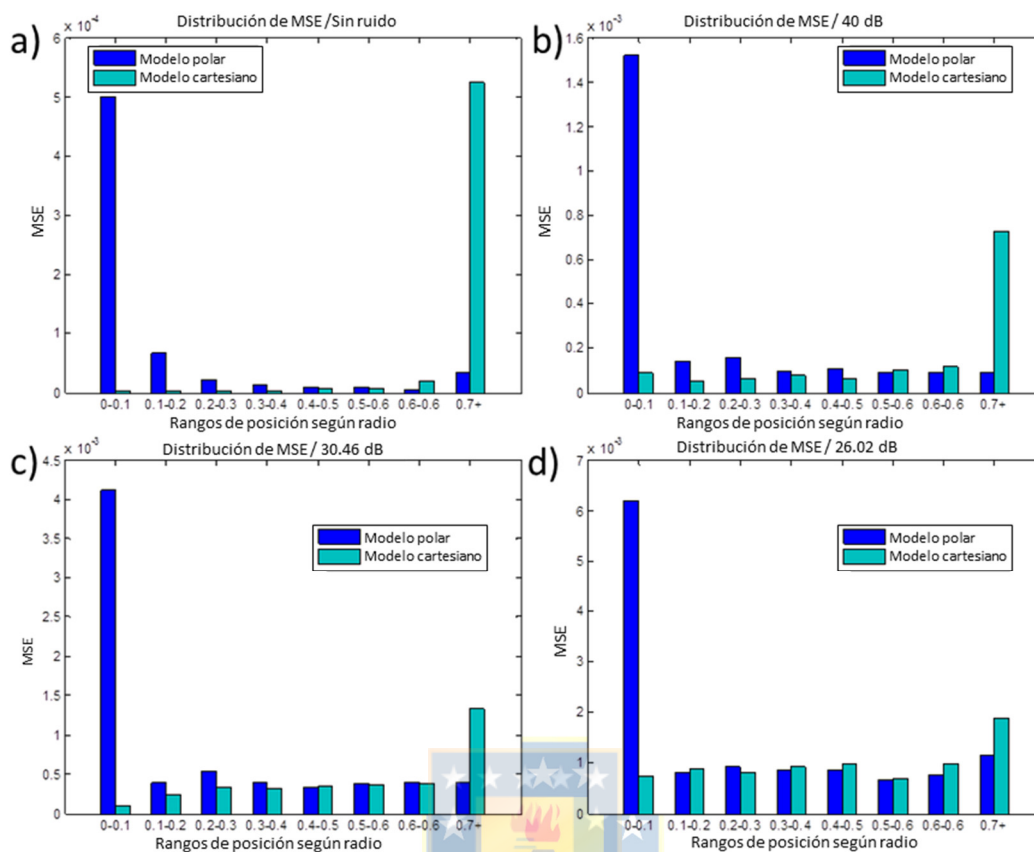 a)
Distribución de MSE /Sin ruido
x 10⁻⁴
6
5
4
3
2
1
0
MSE
Modelo polar
Modelo cartesiano
0-0.1 0.1-0.2 0.2-0.3 0.3-0.4 0.4-0.5 0.5-0.6 0.6-0.6 0.7+
Rangos de posición según radio
b)
Distribución de MSE / 40 dB
x 10⁻³
1.6
1.4
1.2
1
0.8
0.6
0.4
0.2
0
MSE
Modelo polar
Modelo cartesiano
0-0.1 0.1-0.2 0.2-0.3 0.3-0.4 0.4-0.5 0.5-0.6 0.6-0.6 0.7+
Rangos de posición según radio
c)
Distribución de MSE / 30.46 dB
x 10⁻³
4.5
4
3.5
3
2.5
2
1.5
1
0.5
0
MSE
Modelo polar
Modelo cartesiano
0-0.1 0.1-0.2 0.2-0.3 0.3-0.4 0.4-0.5 0.5-0.6 0.6-0.6 0.7+
Rangos de posición según radio
d)
Distribución de MSE / 26.02 dB
x 10⁻³
7
6
5
4
3
2
1
0
MSE
Modelo polar
Modelo cartesiano
0-0.1 0.1-0.2 0.2-0.3 0.3-0.4 0.4-0.5 0.5-0.6 0.6-0.6 0.7+
Rangos de posición según radio